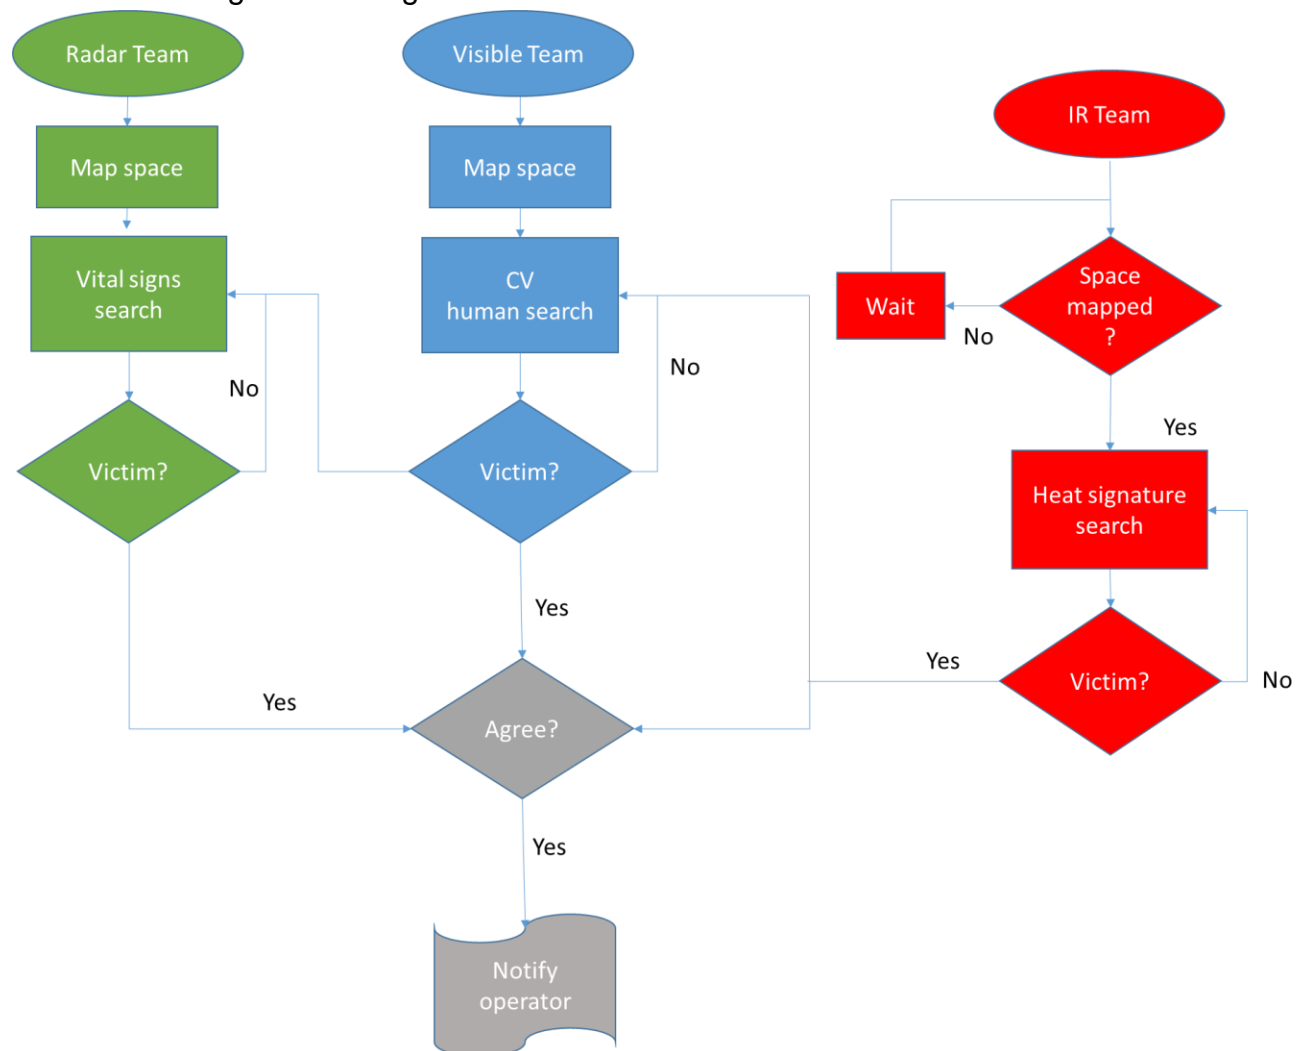 Radar Team
Map space
Vital signs
search
No
Victim?
Yes
Visible Team
Map space
CV
human search
No
Victim?
Yes
Agree?
Yes
Notify
operator
IR Team
Space
mapped
?
Wait
No
Yes
Heat signature
search
Yes
Victim?
No